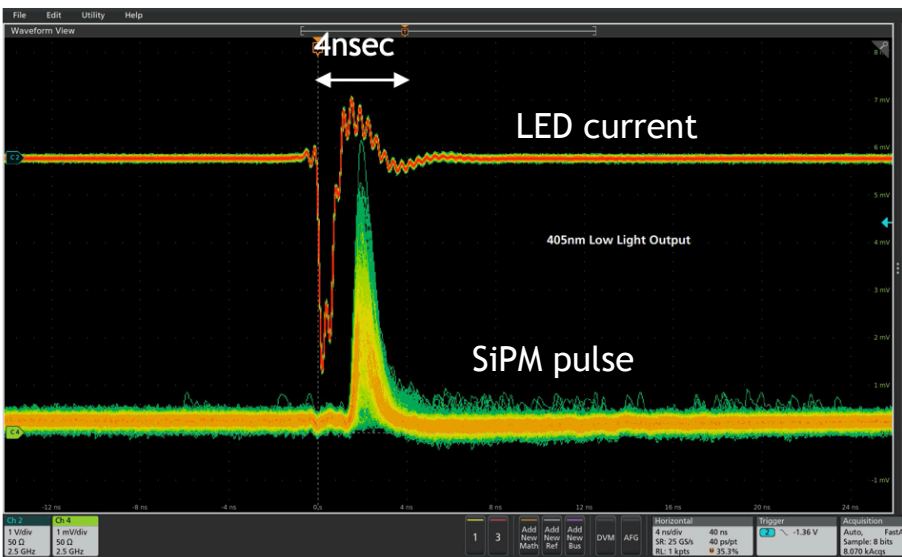 File Edit Utility Help
Waveform View
4nsec
7 mV
LED current
C 2
6 mV
5 mV
405nm Low Light Output
4 mV
3 mV
2 mV
SiPM pulse
1 mV
C 4
-1 mV
-12 ns -8 ns -4 ns 0 s 4 ns 8 ns 12 ns 16 ns 20 ns 24 ns
Ch 2 Ch 4 Horizontal Trigger Acquisition
1 V/div 1 mV/div 1 3 Add Add Add DVM AFG 4 ns/div 40 ns 2 -1.36 V Auto, FastA
50 Ω 50 Ω New New New SR: 25 GS/s 40 ps/pt Sample: 8 bits
2.5 GHz 2.5 GHz Math Ref Bus RL: 1 kpts 35.3% 8.070 kAcqs